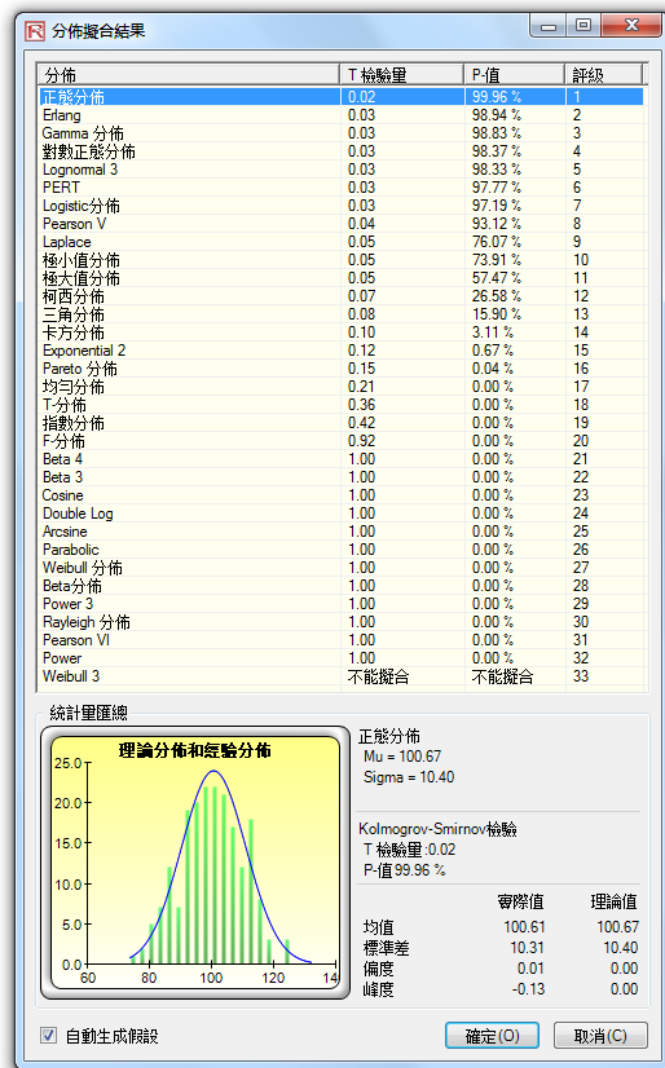 分佈擬合結果
分佈 T 檢驗量 P-值 評級
正態分佈 0.02 99.96 % 1
Erlang 0.03 98.94 % 2
Gamma 分佈 0.03 98.83 % 3
對數正態分佈 0.03 98.37 % 4
Lognormal 3 0.03 98.33 % 5
PERT 0.03 97.77 % 6
Logistic分佈 0.03 97.19 % 7
Pearson V 0.04 93.12 % 8
Laplace 0.05 76.07 % 9
極小值分佈 0.05 73.91 % 10
極大值分佈 0.05 57.47 % 11
柯西分佈 0.07 26.58 % 12
三角分佈 0.08 15.90 % 13
卡方分佈 0.10 3.11 % 14
Exponential 2 0.12 0.67 % 15
Pareto 分佈 0.15 0.04 % 16
均勻分佈 0.21 0.00 % 17
T-分佈 0.36 0.00 % 18
指數分佈 0.42 0.00 % 19
F-分佈 0.92 0.00 % 20
Beta 4 1.00 0.00 % 21
Beta 3 1.00 0.00 % 22
Cosine 1.00 0.00 % 23
Double Log 1.00 0.00 % 24
Arcsine 1.00 0.00 % 25
Parabolic 1.00 0.00 % 26
Weibull 分佈 1.00 0.00 % 27
Beta分佈 1.00 0.00 % 28
Power 3 1.00 0.00 % 29
Rayleigh 分佈 1.00 0.00 % 30
Pearson VI 1.00 0.00 % 31
Power 1.00 0.00 % 32
Weibull 3 不能擬合 不能擬合 33
統計量匯總
理論分佈和經驗分佈
25.0
20.0
15.0
10.0
5.0
0.0
60 80 100 120 14
正態分佈
Mu = 100.67
Sigma = 10.40
Kolmogrov-Smirnov檢驗
T 檢驗量:0.02
P-值 99.96 %
審際值 理論值
均值 100.61 100.67
標準差 10.31 10.40
偏度 0.01 0.00
峰度 -0.13 0.00
自動生成假設
確定(O) 取消(C)